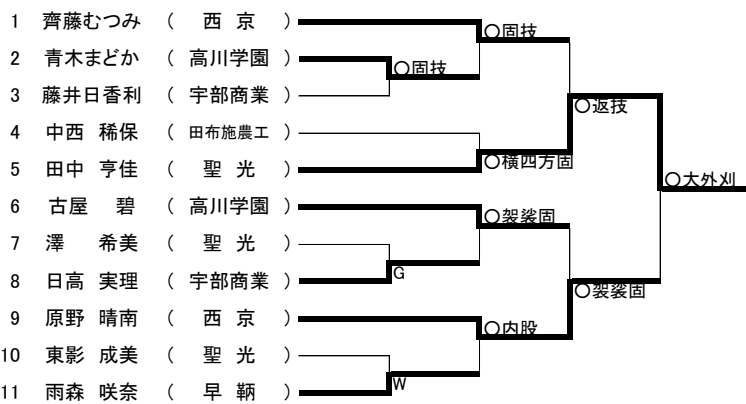 1 齊藤むつみ ( 西 京 )
○固技
2 青木まどか ( 高川学園 )
○固技
3 藤井日香利 ( 宇部商業 )
○返技
4 中西 稀保 ( 田布施農工 )
○横四方固
5 田中 亨佳 ( 聖 光 )
○大外刈
6 古屋 碧 ( 高川学園 )
○袈裟固
7 澤 希美 ( 聖 光 )
G
8 日高 実理 ( 宇部商業 )
○袈裟固
9 原野 晴南 ( 西 京 )
○内股
10 東影 成美 ( 聖 光 )
W
11 雨森 咲奈 ( 早 鞆 )